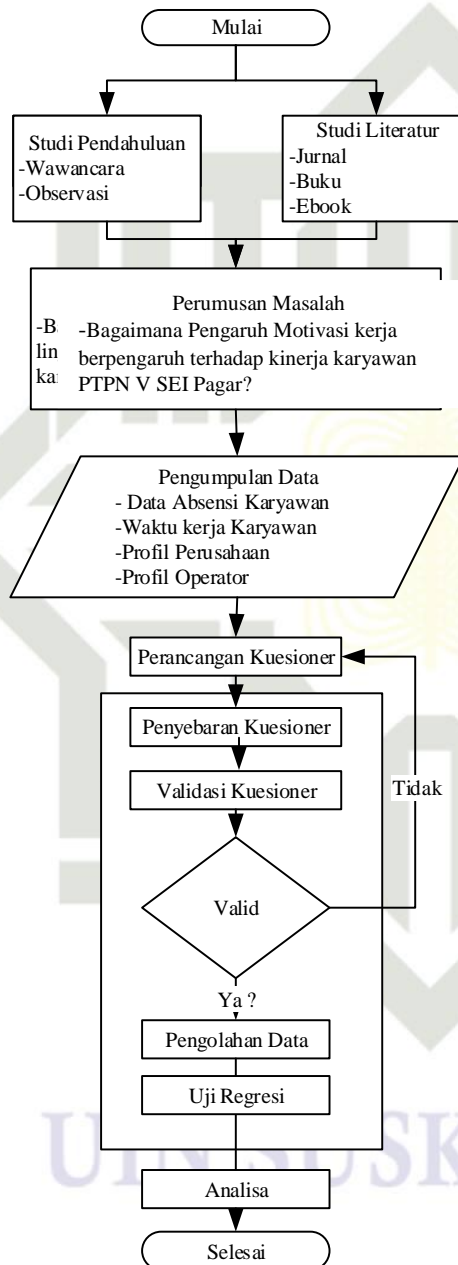 Mulai
Studi Pendahuluan
-Wawancara
-Observasi
Studi Literatur
-Jurnal
-Buku
-Ebook
Perumusan Masalah
-Bagaimana Pengaruh Motivasi kerja
berpengaruh terhadap kinerja karyawan
PTPN V SEI Pagar?
Pengumpulan Data
- Data Absensi Karyawan
-Waktu kerja Karyawan
-Profil Perusahaan
-Profil Operator
Perancangan Kuesioner
Penyebaran Kuesioner
Validasi Kuesioner
Tidak
Valid
Ya ?
Pengolahan Data
Uji Regresi
UIN SUSK
Analisa
Selesai